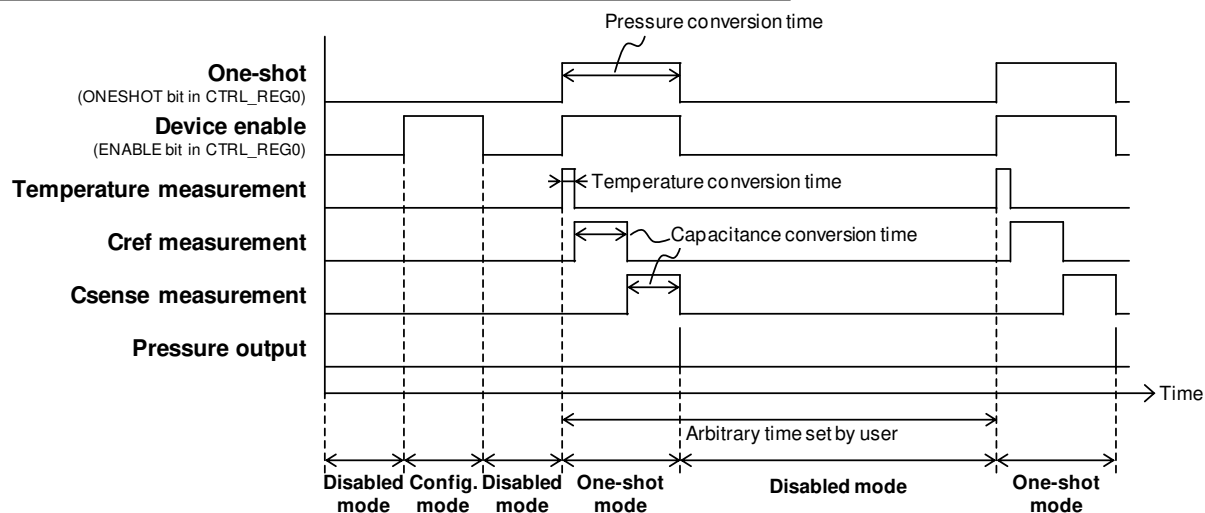 Pressure conversion time
One-shot
(ONESHOT bit in CTRL_REG0)
Device enable
(ENABLE bit in CTRL_REG0)
Temperature measurement
Temperature conversion time
Cref measurement
Capacitance conversion time
Csense measurement
Pressure output
Time
Arbitrary time set by user
Disabled mode
Config. mode
Disabled mode
One-shot mode
Disabled mode
One-shot mode